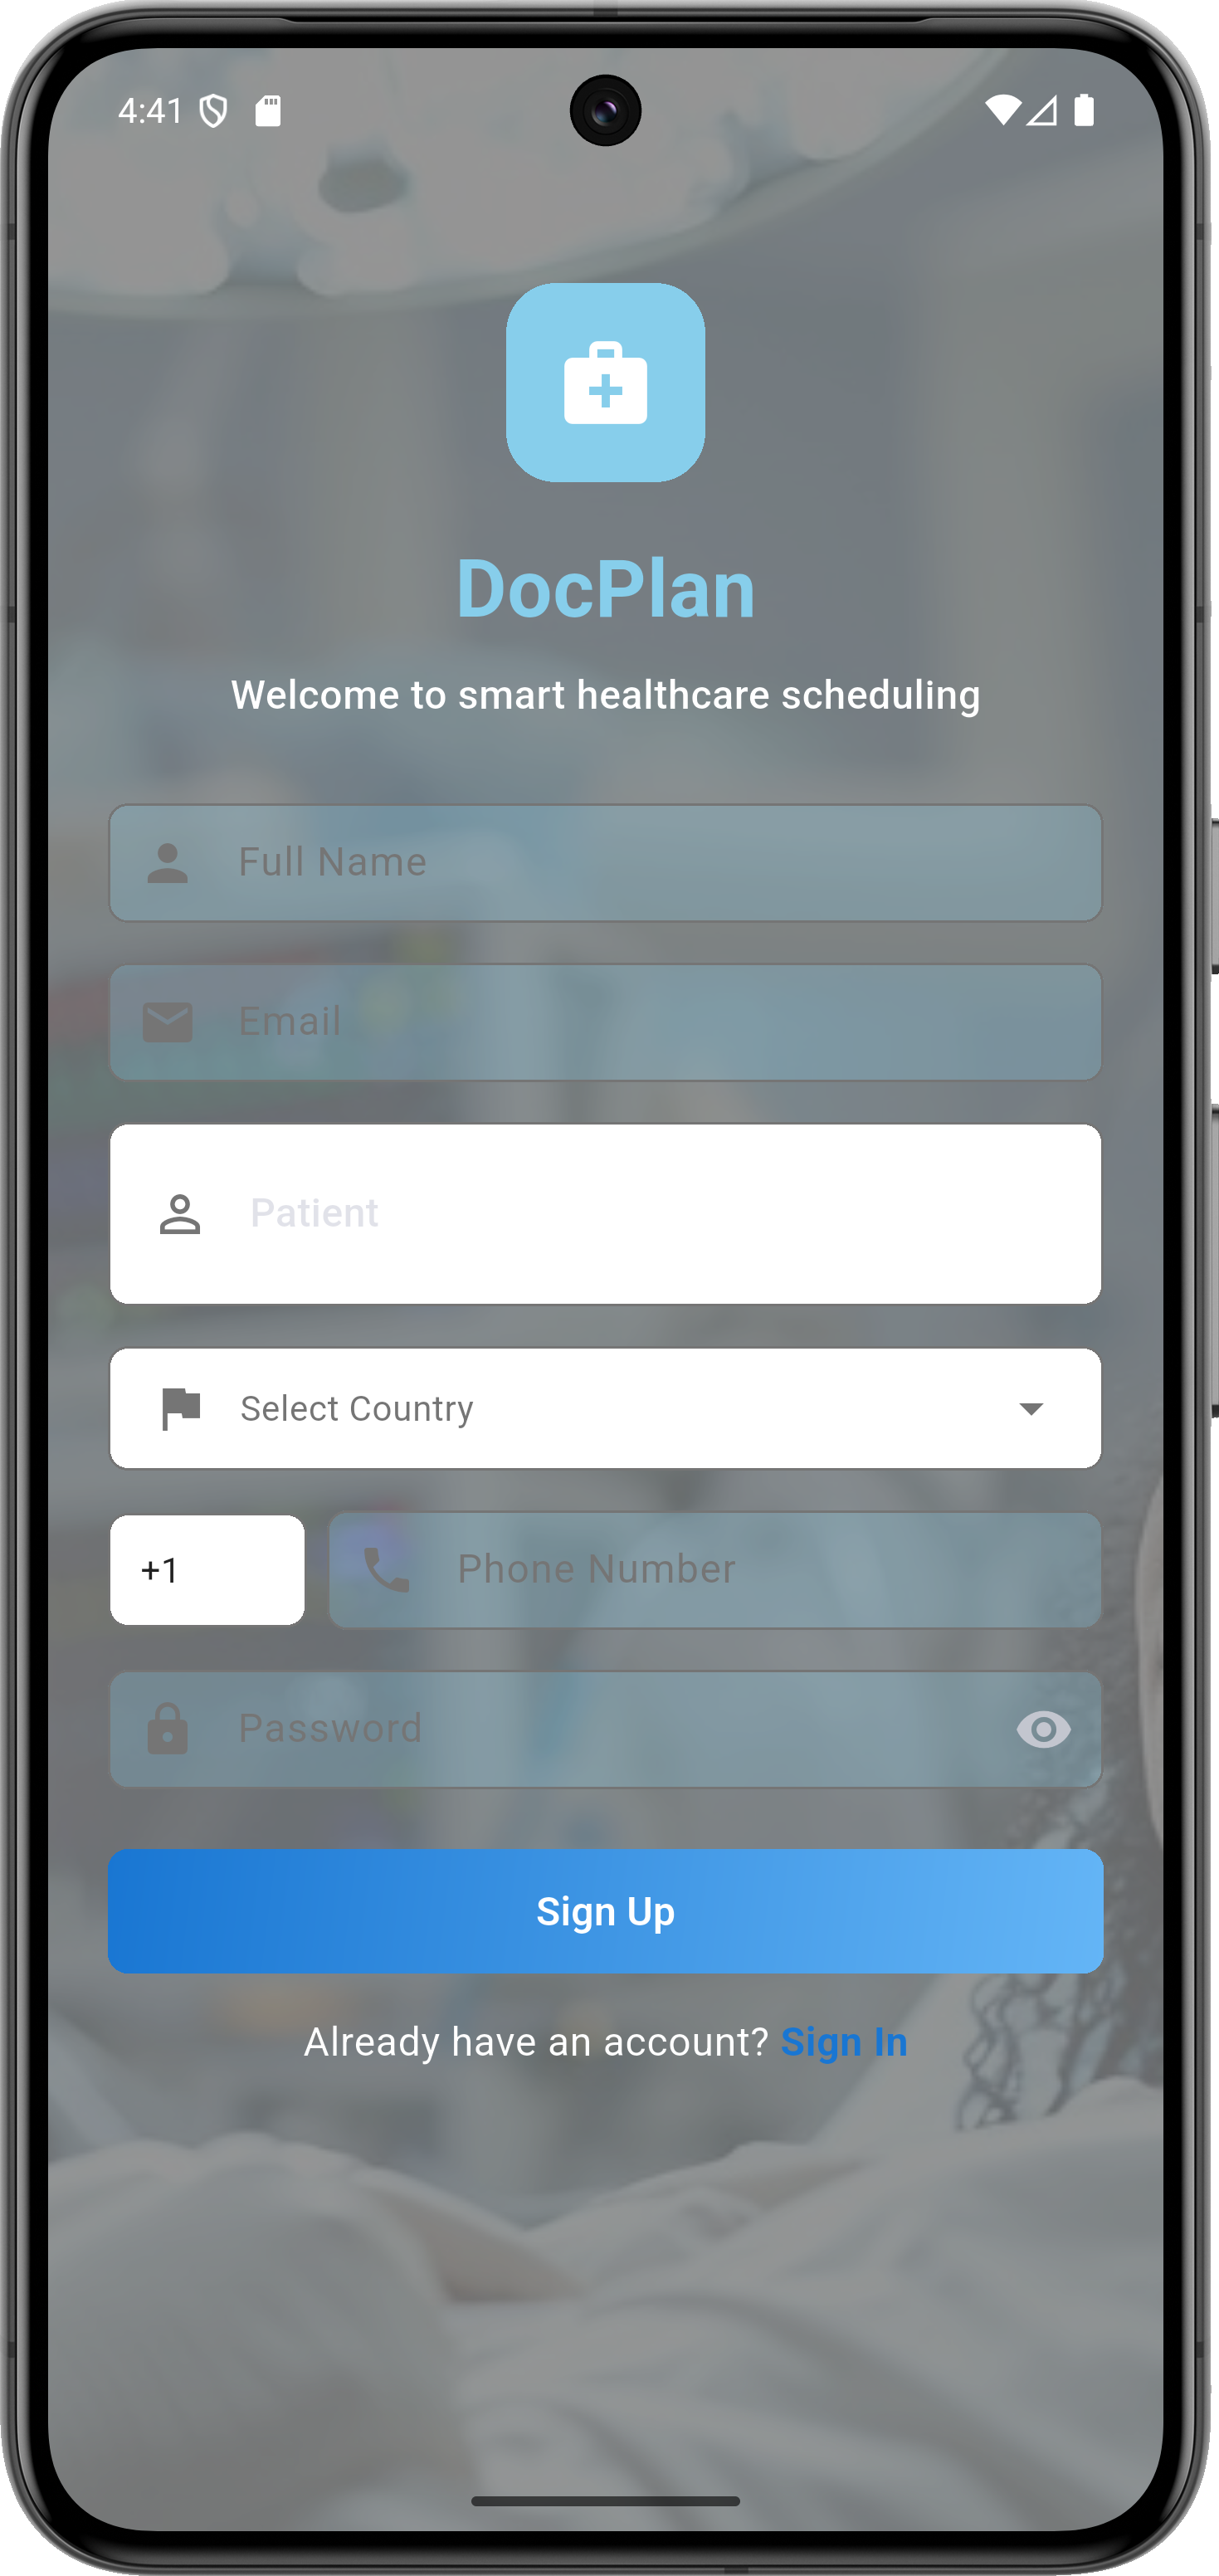 4:41
DocPlan
Welcome to smart healthcare scheduling
Full Name
Email
Patient
Select Country
+1
Phone Number
Password
Sign Up
Already have an account? Sign In